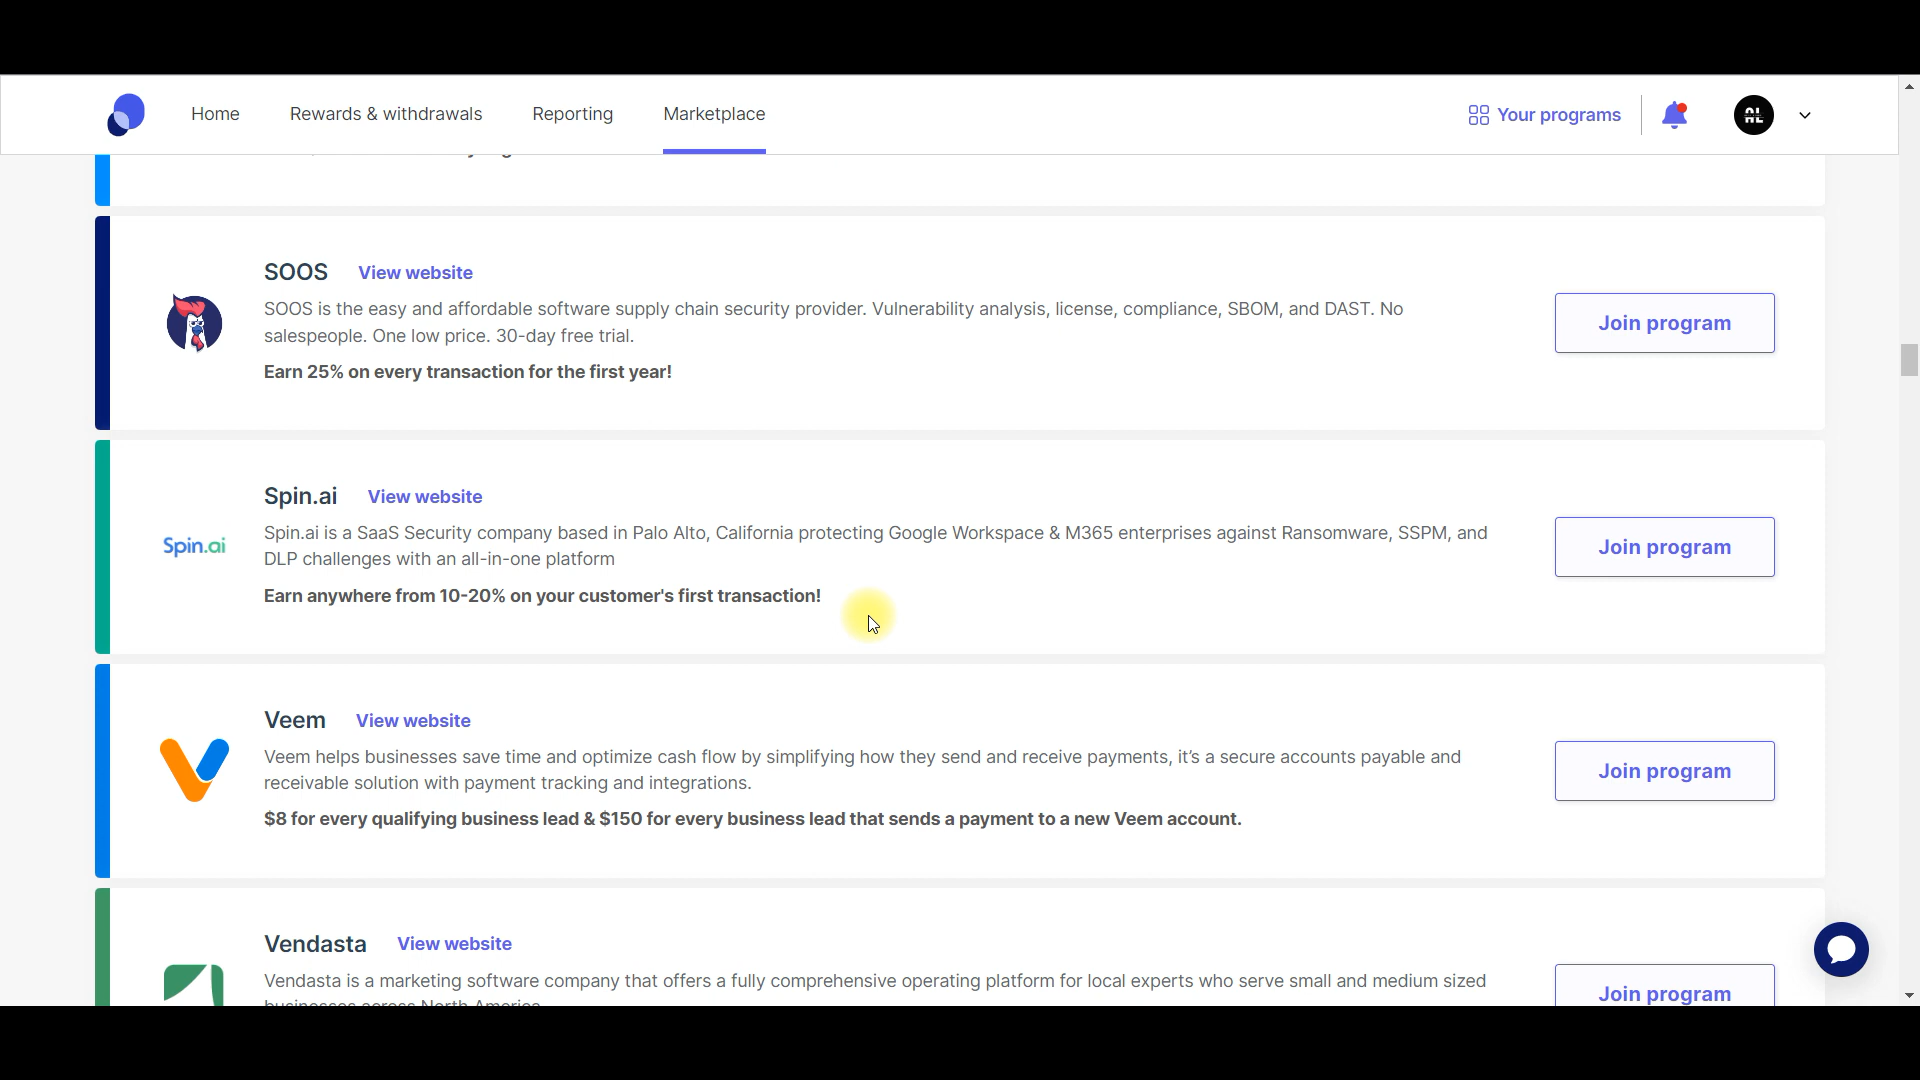 Home Rewards & withdrawals Reporting Marketplace Your programs AL
SOOS View website
SOOS is the easy and affordable software supply chain security provider. Vulnerability analysis, license, compliance, SBOM, and DAST. No
salespeople. One low price. 30-day free trial.
Earn 25% on every transaction for the first year!
Join program
Spin.ai View website
Spin.ai
Spin.ai is a SaaS Security company based in Palo Alto, California protecting Google Workspace & M365 enterprises against Ransomware, SSPM, and
DLP challenges with an all-in-one platform
Earn anywhere from 10-20% on your customer's first transaction!
Join program
Veem View website
Veem helps businesses save time and optimize cash flow by simplifying how they send and receive payments, it's a secure accounts payable and
receivable solution with payment tracking and integrations.
$8 for every qualifying business lead & $150 for every business lead that sends a payment to a new Veem account.
Join program
Vendasta View website
Vendasta is a marketing software company that offers a fully comprehensive operating platform for local experts who serve small and medium sized
businesses across North America
Join program